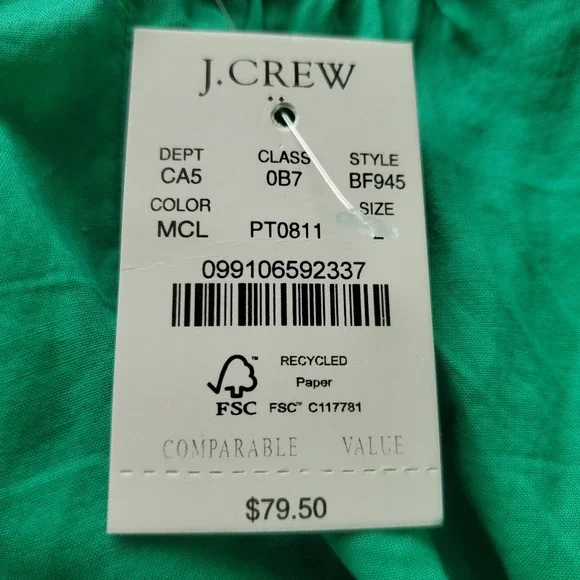 J.CREW
DEPT CLASS STYLE
CA5 0B7 BF945
COLOR SIZE
MCL PT0811
099106592337
RECYCLED
Paper
FSC™ FSC™ C117781
COMPARABLE VALUE
$79.50